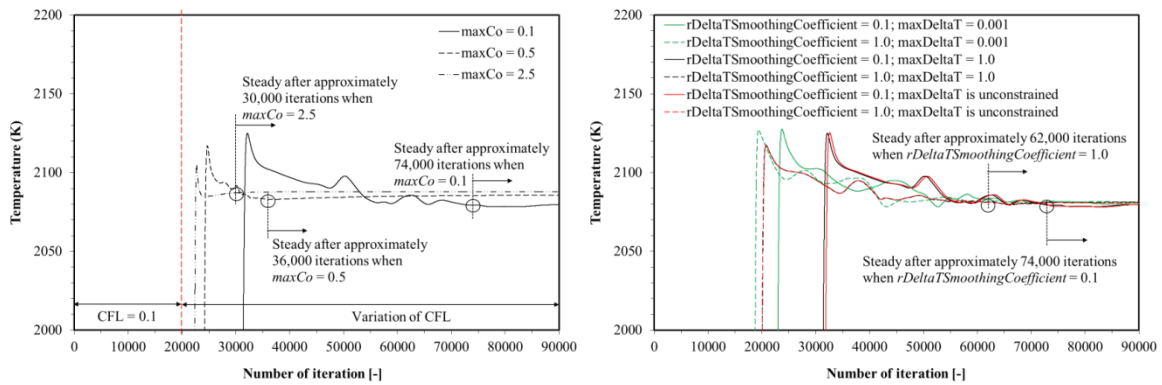 2200
2150
2100
2050
2000
Temperature (K)
maxCo = 0.1
maxCo = 0.5
maxCo = 2.5
Steady after approximately
30,000 iterations when
maxCo = 2.5
Steady after approximately
74,000 iterations when
maxCo = 0.1
Steady after approximately
36,000 iterations when
maxCo = 0.5
CFL = 0.1
Variation of CFL
0 10000 20000 30000 40000 50000 60000 70000 80000 90000
Number of iteration [-]
2200
2150
2100
2050
2000
Temperature (K)
rDeltaTSmoothingCoefficient = 0.1; maxDeltaT = 0.001
rDeltaTSmoothingCoefficient = 1.0; maxDeltaT = 0.001
rDeltaTSmoothingCoefficient = 0.1; maxDeltaT = 1.0
rDeltaTSmoothingCoefficient = 1.0; maxDeltaT = 1.0
rDeltaTSmoothingCoefficient = 0.1; maxDeltaT is unconstrained
rDeltaTSmoothingCoefficient = 1.0; maxDeltaT is unconstrained
Steady after approximately 62,000 iterations
when rDeltaTSmoothingCoefficient = 1.0
Steady after approximately 74,000 iterations
when rDeltaTSmoothingCoefficient = 0.1
0 10000 20000 30000 40000 50000 60000 70000 80000 90000
Number of iteration [-]